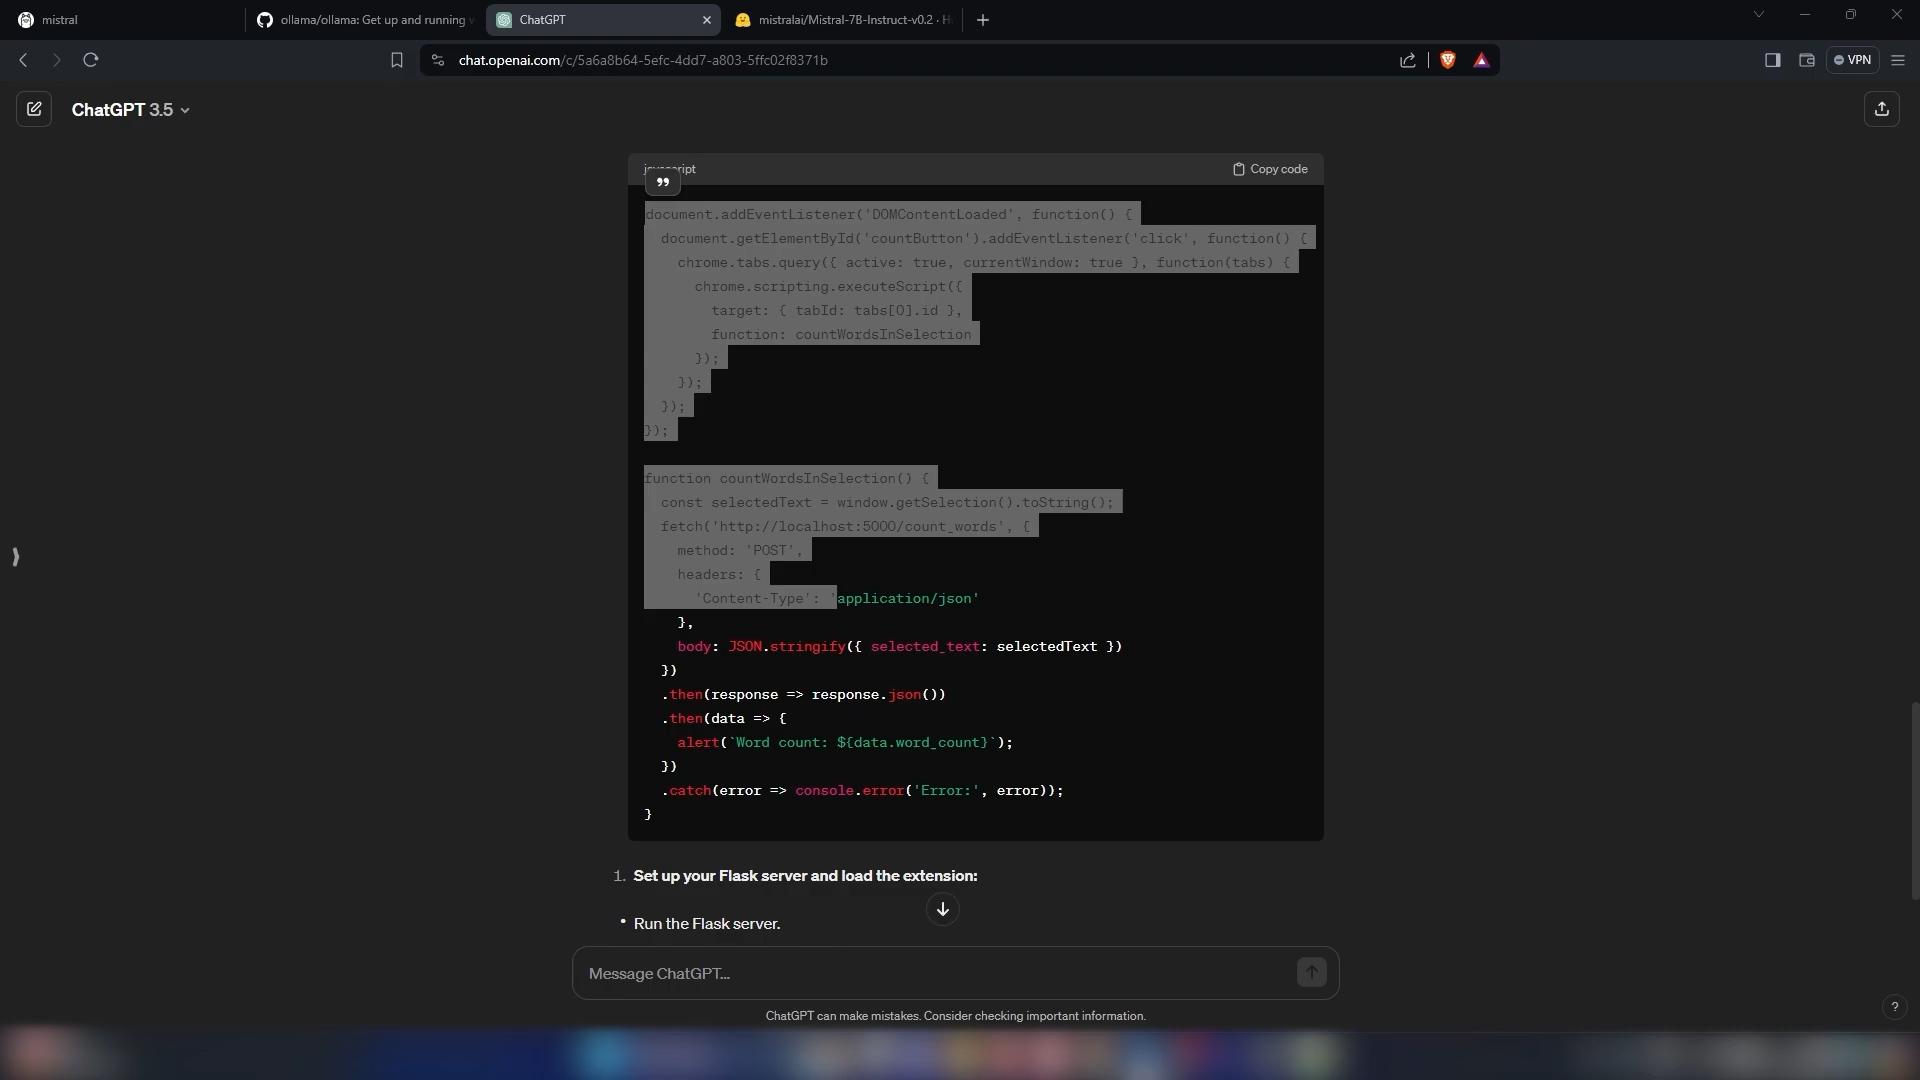 mistral
ollama/ollama: Get up and running
ChatGPT
mistralai/Mistral-7B-Instruct-v0.2 ·
chat.openai.com/c/5a6a8b64-5efc-4dd7-a803-5ffc02f8371b
VPN
ChatGPT 3.5
javascript
Copy code
document.addEventListener('DOMContentLoaded', function() {
document.getElementById('countButton').addEventListener('click', function() {
chrome.tabs.query({ active: true, currentWindow: true }, function(tabs) {
chrome.scripting.executeScript({
target: { tabId: tabs[0].id },
function: countWordsInSelection
});
});
});
});
function countWordsInSelection() {
const selectedText = window.getSelection().toString();
fetch('http://localhost:5000/count_words', {
method: 'POST',
headers: {
'Content-Type': 'application/json'
},
body: JSON.stringify({ selected_text: selectedText })
})
.then(response => response.json())
.then(data => {
alert(`Word count: ${data.word_count}`);
})
.catch(error => console.error('Error:', error));
}
1. Set up your Flask server and load the extension:
• Run the Flask server.
Message ChatGPT...
ChatGPT can make mistakes. Consider checking important information.
?